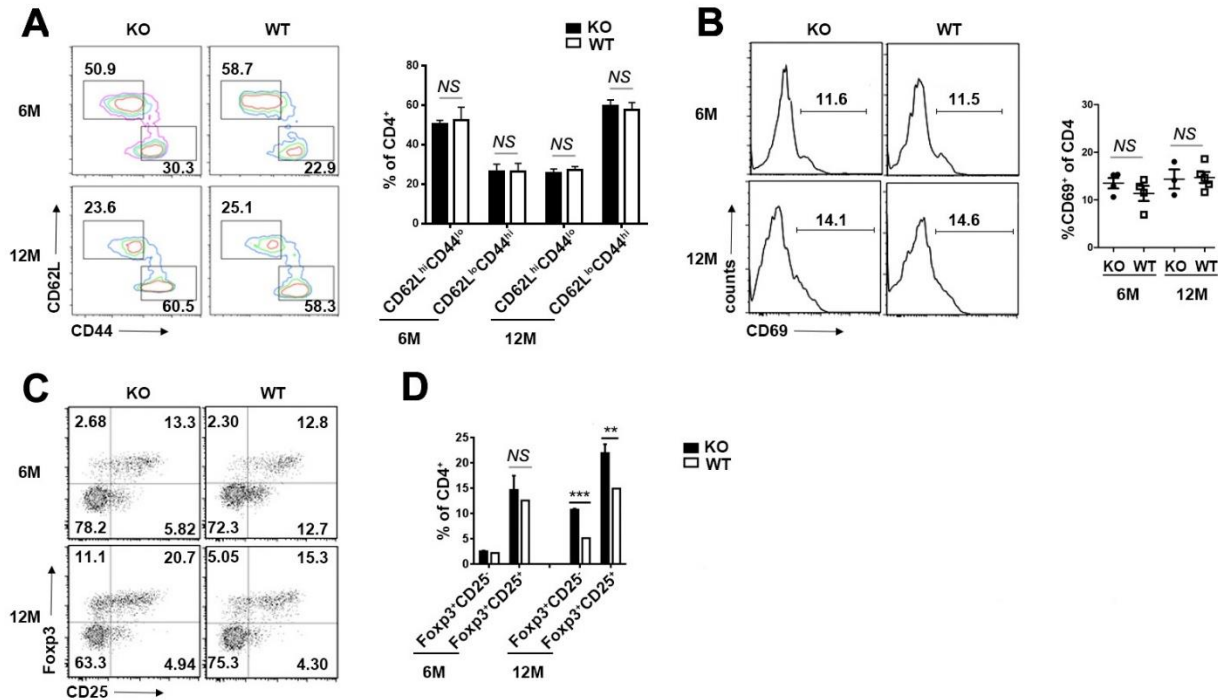 A
KO
WT
50.9
58.7
6M
30.3
22.9
23.6
25.1
12M
60.5
58.3
CD62L
CD44
KO
WT
80
60
40
20
0
% of CD4⁺
NS
NS
NS
NS
CD62LʰⁱCD44ˡᵒ
CD62LˡᵒCD44ʰⁱ
CD62LʰⁱCD44ˡᵒ
CD62LˡᵒCD44ʰⁱ
6M
12M
B
KO
WT
6M
11.6
11.5
12M
14.1
14.6
counts
CD69
%CD69⁺ of CD4
40
30
20
10
0
NS
NS
KO WT KO WT
6M
12M
C
KO
WT
2.68 13.3 2.30 12.8
6M
78.2 5.82 72.3 12.7
11.1 20.7 5.05 15.3
12M
63.3 4.94 75.3 4.30
Foxp3
CD25
D
KO
WT
25
20
15
10
5
0
% of CD4⁺
NS
***
**
Foxp3⁺CD25⁻
Foxp3⁺CD25⁺
Foxp3⁺CD25⁻
Foxp3⁺CD25⁺
6M
12M